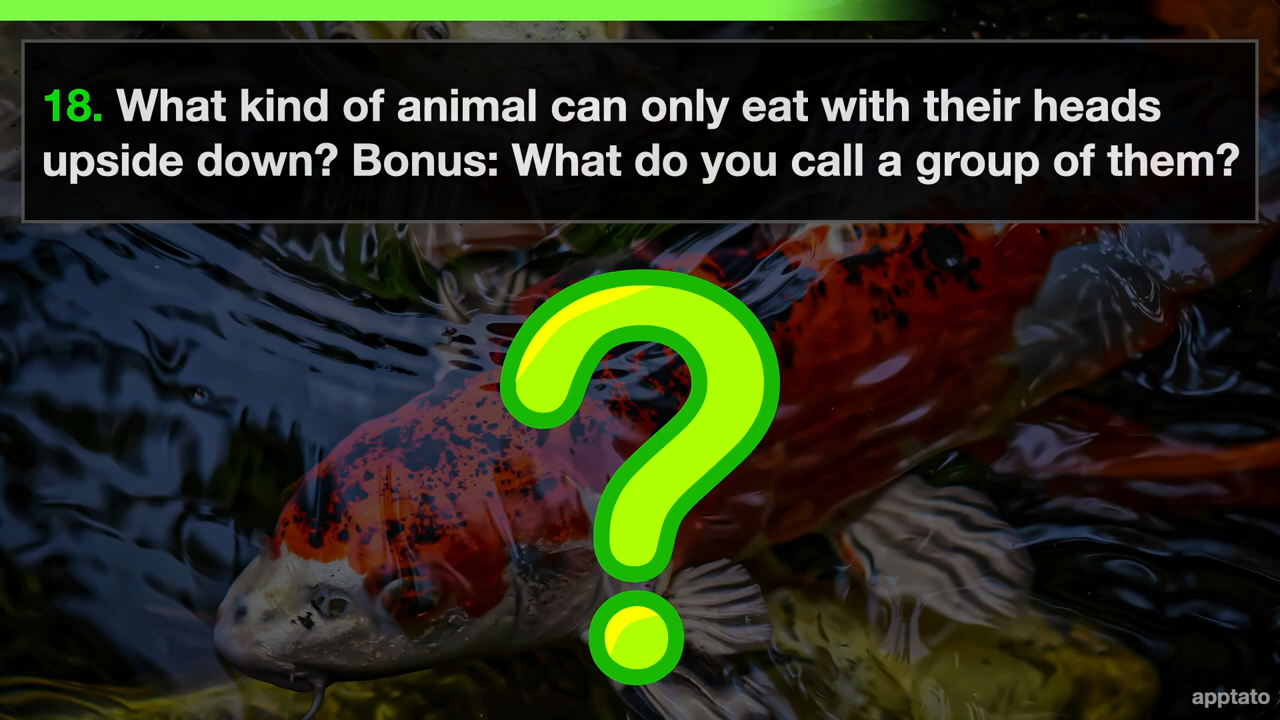 18. What kind of animal can only eat with their heads
upside down? Bonus: What do you call a group of them?
apptato